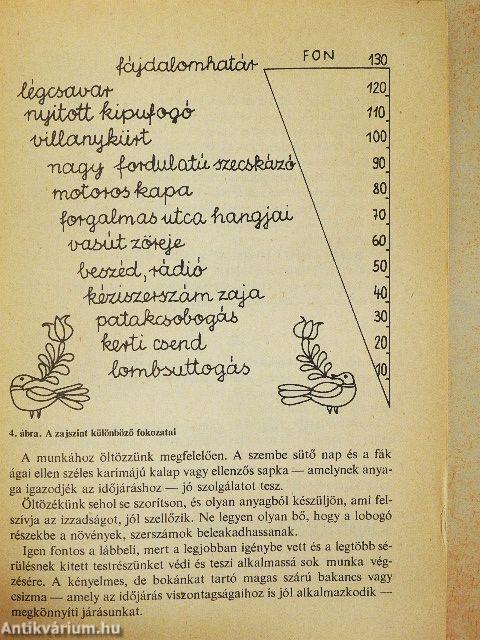 FON
fájdalomhatár 130
légcsavar 120
nyitott kipufogó 110
villanykürt 100
nagy fordulatú szecskázó 90
motoros kapa 80
forgalmas utca hangjai 70
vasút zöreje 60
beszéd, rádió 50
kéziszerszám zaja 40
patakcsobogás 30
kerti csend 20
lombsuttogás 10
4. ábra. A zajszint különböző fokozatai
A munkához öltözzünk megfelelően. A szembe sütő nap és a fák
ágai ellen széles karimájú kalap vagy ellenzős sapka — amelynek anya-
ga igazodjék az időjáráshoz — jó szolgálatot tesz.
Öltözékünk sehol se szorítson, és olyan anyagból készüljön, ami fel-
szívja az izzadságot, jól szellőzik. Ne legyen olyan bő, hogy a lobogó
részekbe a növények, szerszámok beleakadhassanak.
Igen fontos a lábbeli, mert a legjobban igénybe vett és a legtöbb sé-
rülésnek kitett testrészünket védi és teszi alkalmassá sok munka vég-
zésére. A kényelmes, de bokánkat tartó magas szárú bakancs vagy
csizma — amely az időjárás viszontagságaihoz is jól alkalmazkodik —
megkönnyíti járásunkat.
Antikvárium.hu